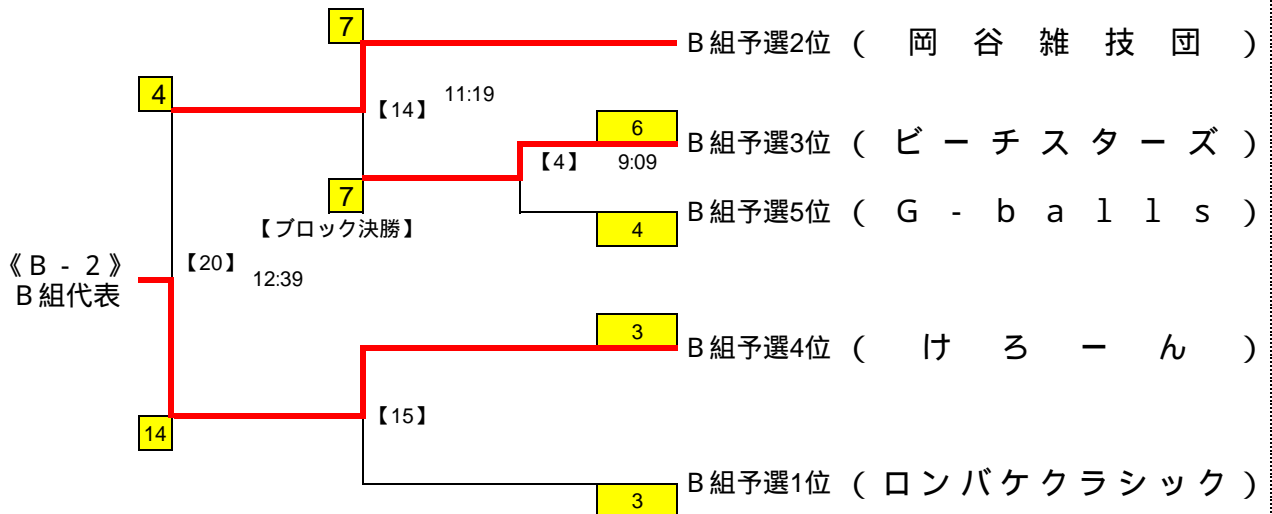 7
B組予選2位 ( 岡谷雑技団 )
4
【14】 11:19
6
B組予選3位 ( ビーチスターズ )
【4】 9:09
7
B組予選5位 ( G-balls )
4
【ブロック決勝】
《B-2》
B組代表
【20】 12:39
3
B組予選4位 ( けろーん )
14
【15】
B組予選1位 ( ロンバケクラシック )
3